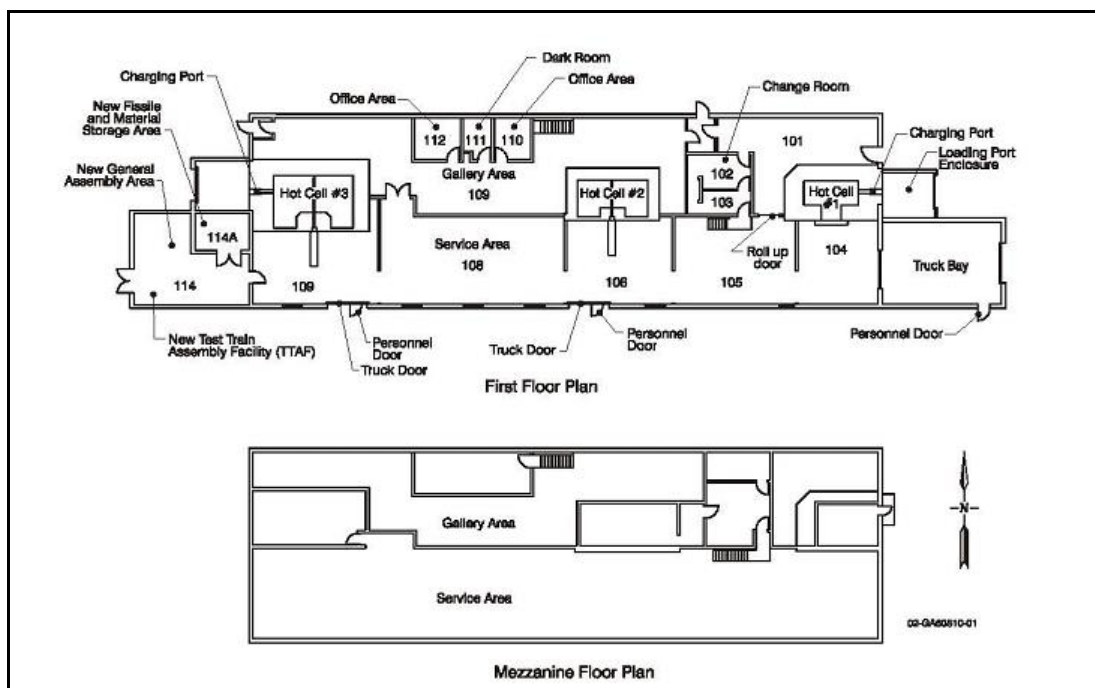 Dark Room
Charging Port
Office Area
Office Area
Change Room
New Fissile
and Material
Storage Area
Charging Port
Loading Port
Enclosure
New General
Assembly Area
112
111
110
101
102
103
Gallery Area
109
Hot Cell #3
Hot Cell #2
Hot Cell
#1
114A
Service Area
108
Roll up
door
104
Truck Bay
114
109
106
105
New Test Train
Assembly Facility (TTAF)
Personnel
Door
Truck Door
Truck Door
Personnel
Door
Personnel Door
First Floor Plan
Gallery Area
N
Service Area
02-GA50810-01
Mezzanine Floor Plan